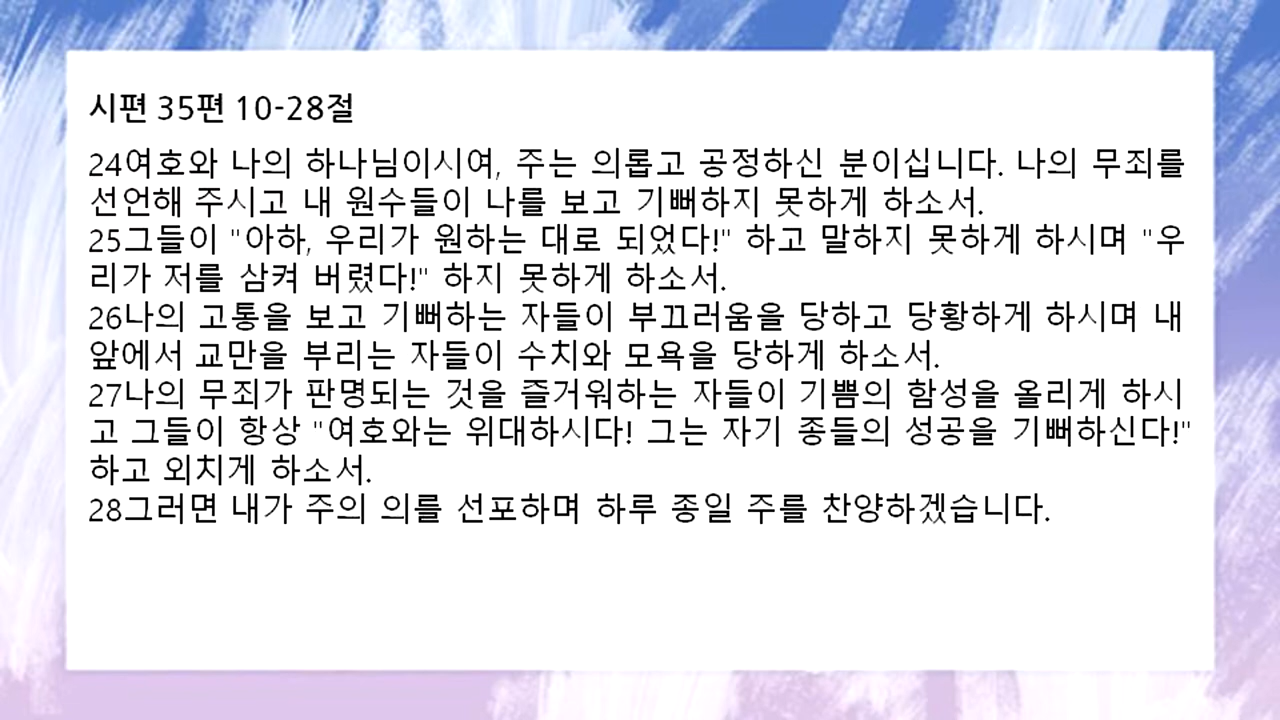 시편 35편 10-28절
24여호와 나의 하나님이시여, 주는 의롭고 공정하신 분이십니다. 나의 무죄를
선언해 주시고 내 원수들이 나를 보고 기뻐하지 못하게 하소서.
25그들이 "아하, 우리가 원하는 대로 되었다!" 하고 말하지 못하게 하시며 "우
리가 저를 삼켜 버렸다!" 하지 못하게 하소서.
26나의 고통을 보고 기뻐하는 자들이 부끄러움을 당하고 당황하게 하시며 내
앞에서 교만을 부리는 자들이 수치와 모욕을 당하게 하소서.
27나의 무죄가 판명되는 것을 즐거워하는 자들이 기쁨의 함성을 올리게 하시
고 그들이 항상 "여호와는 위대하시다! 그는 자기 종들의 성공을 기뻐하신다!"
하고 외치게 하소서.
28그러면 내가 주의 의를 선포하며 하루 종일 주를 찬양하겠습니다.